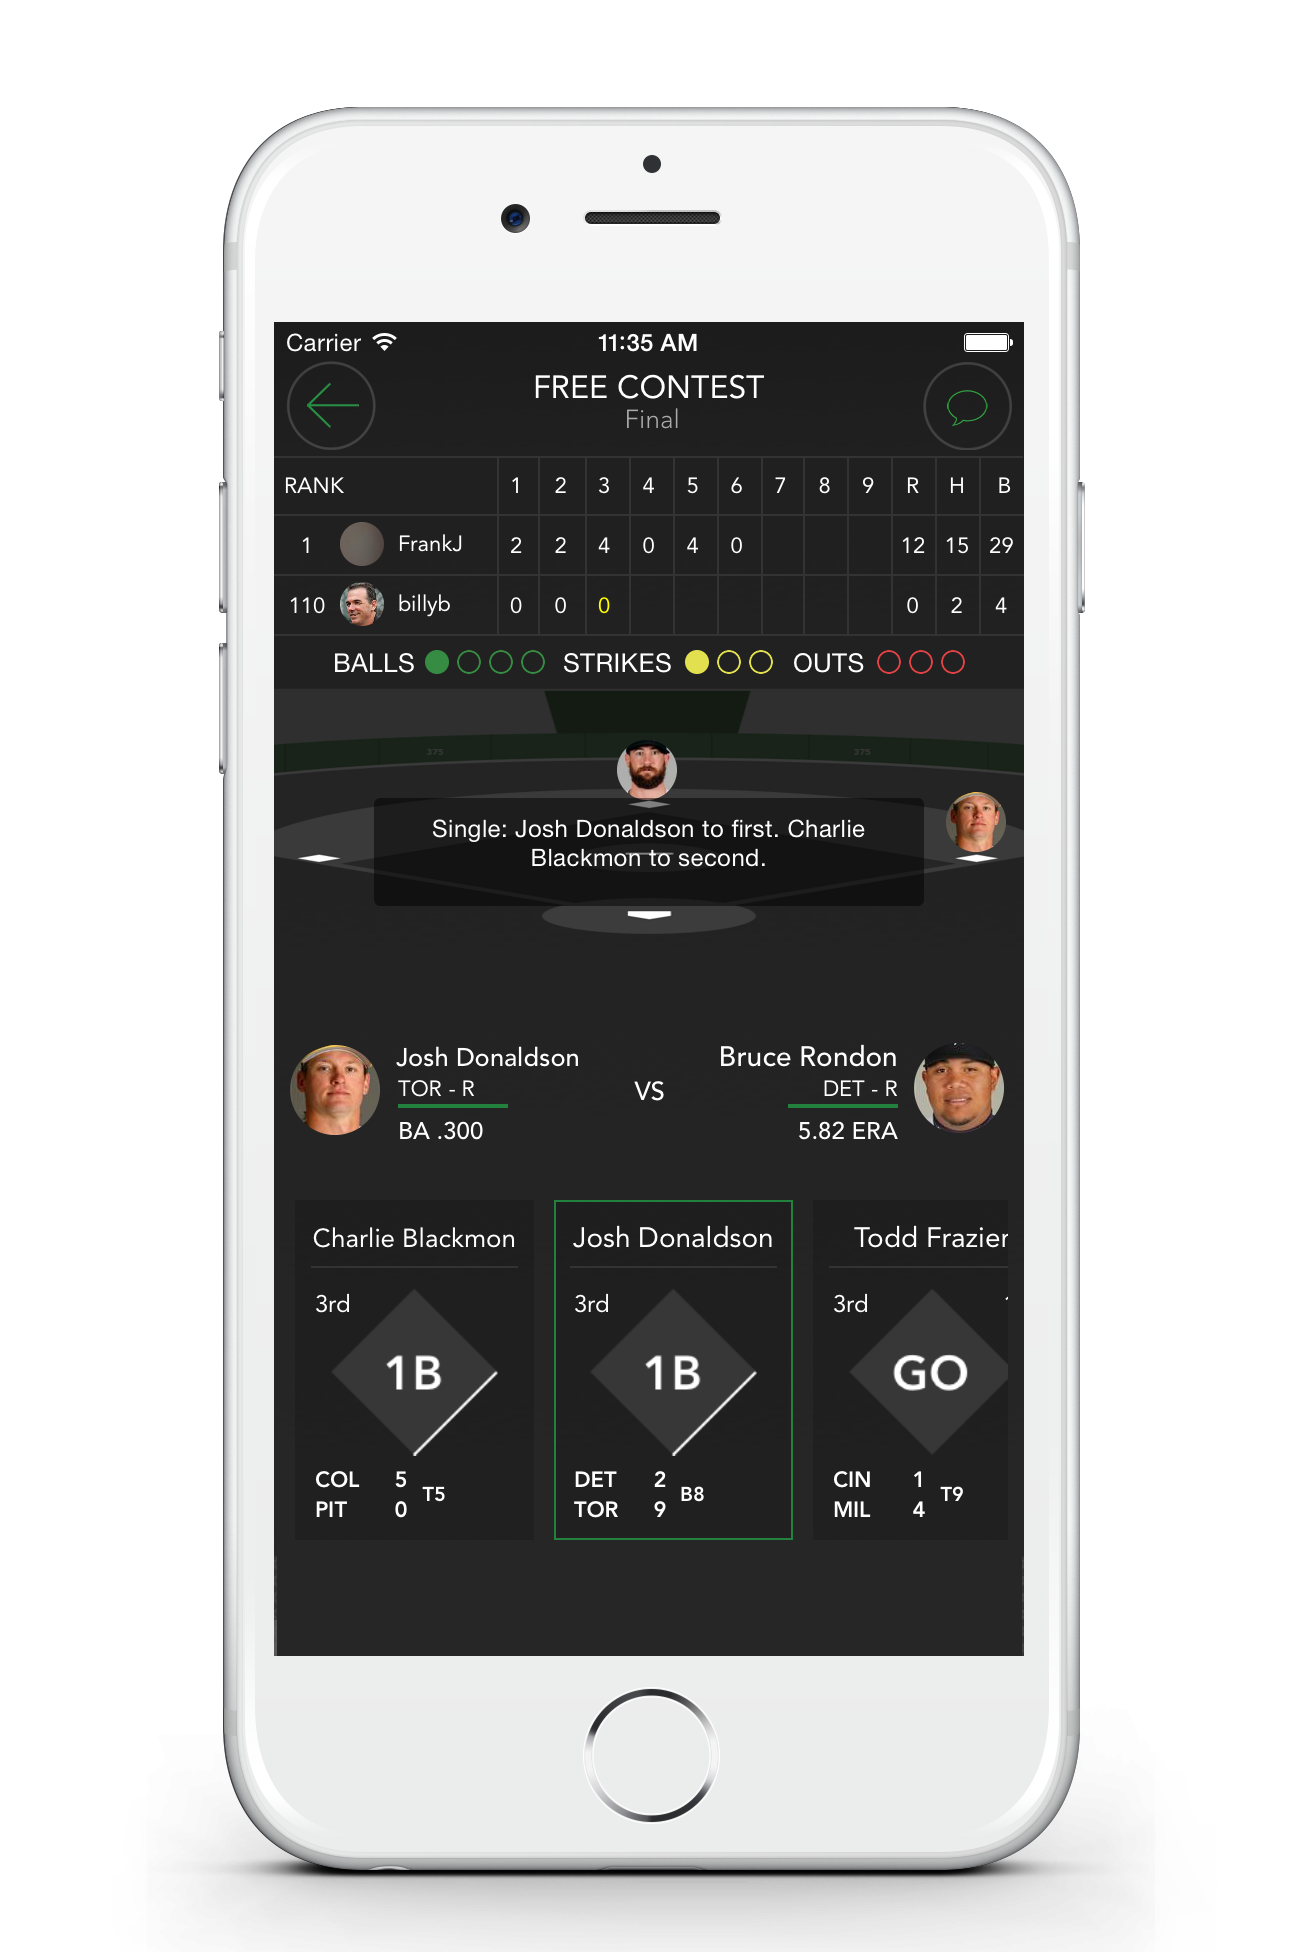 Carrier 11:35 AM
FREE CONTEST
Final
RANK 1 2 3 4 5 6 7 8 9 R H B
1 FrankJ 2 2 4 0 4 0 12 15 29
110 billyb 0 0 0 0 2 4
BALLS STRIKES OUTS
375 375
Single: Josh Donaldson to first. Charlie
Blackmon to second.
Josh Donaldson
TOR - R
BA .300
VS
Bruce Rondon
DET - R
5.82 ERA
Charlie Blackmon
3rd
1B
COL 5
PIT 0
T5
Josh Donaldson
3rd
1B
DET 2
TOR 9
B8
Todd Frazier
3rd
GO
CIN 1
MIL 4
T9